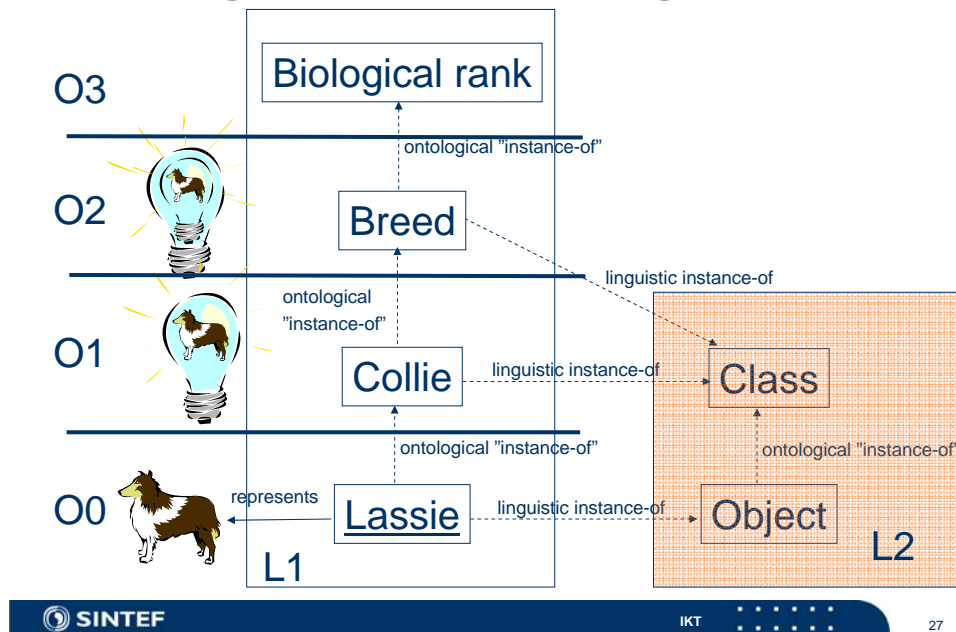 O3
Biological rank
ontological ”instance-of”
O2
Breed
linguistic instance-of
ontological
”instance-of”
O1
Collie
linguistic instance-of
Class
ontological ”instance-of”
ontological ”instance-of”
O0
represents
Lassie
linguistic instance-of
Object
L1
L2
SINTEF
IKT
27